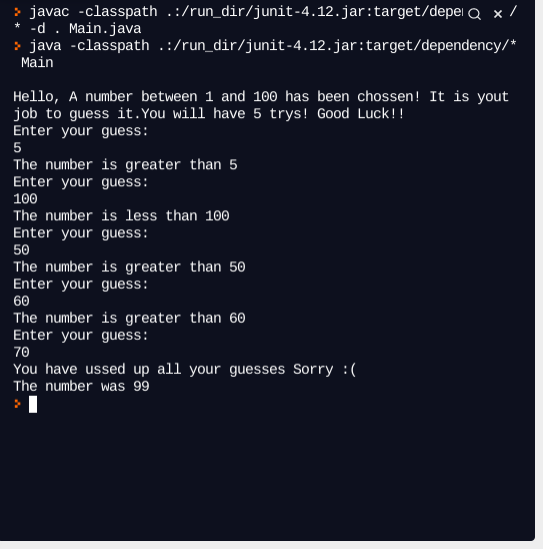 javac -classpath .:/run_dir/junit-4.12.jar:target/depe /
* -d . Main.java
java -classpath .:/run_dir/junit-4.12.jar:target/dependency/*
Main
Hello, A number between 1 and 100 has been chossen! It is yout
job to guess it.You will have 5 trys! Good Luck!!
Enter your guess:
5
The number is greater than 5
Enter your guess:
100
The number is less than 100
Enter your guess:
50
The number is greater than 50
Enter your guess:
60
The number is greater than 60
Enter your guess:
70
You have ussed up all your guesses Sorry :(
The number was 99